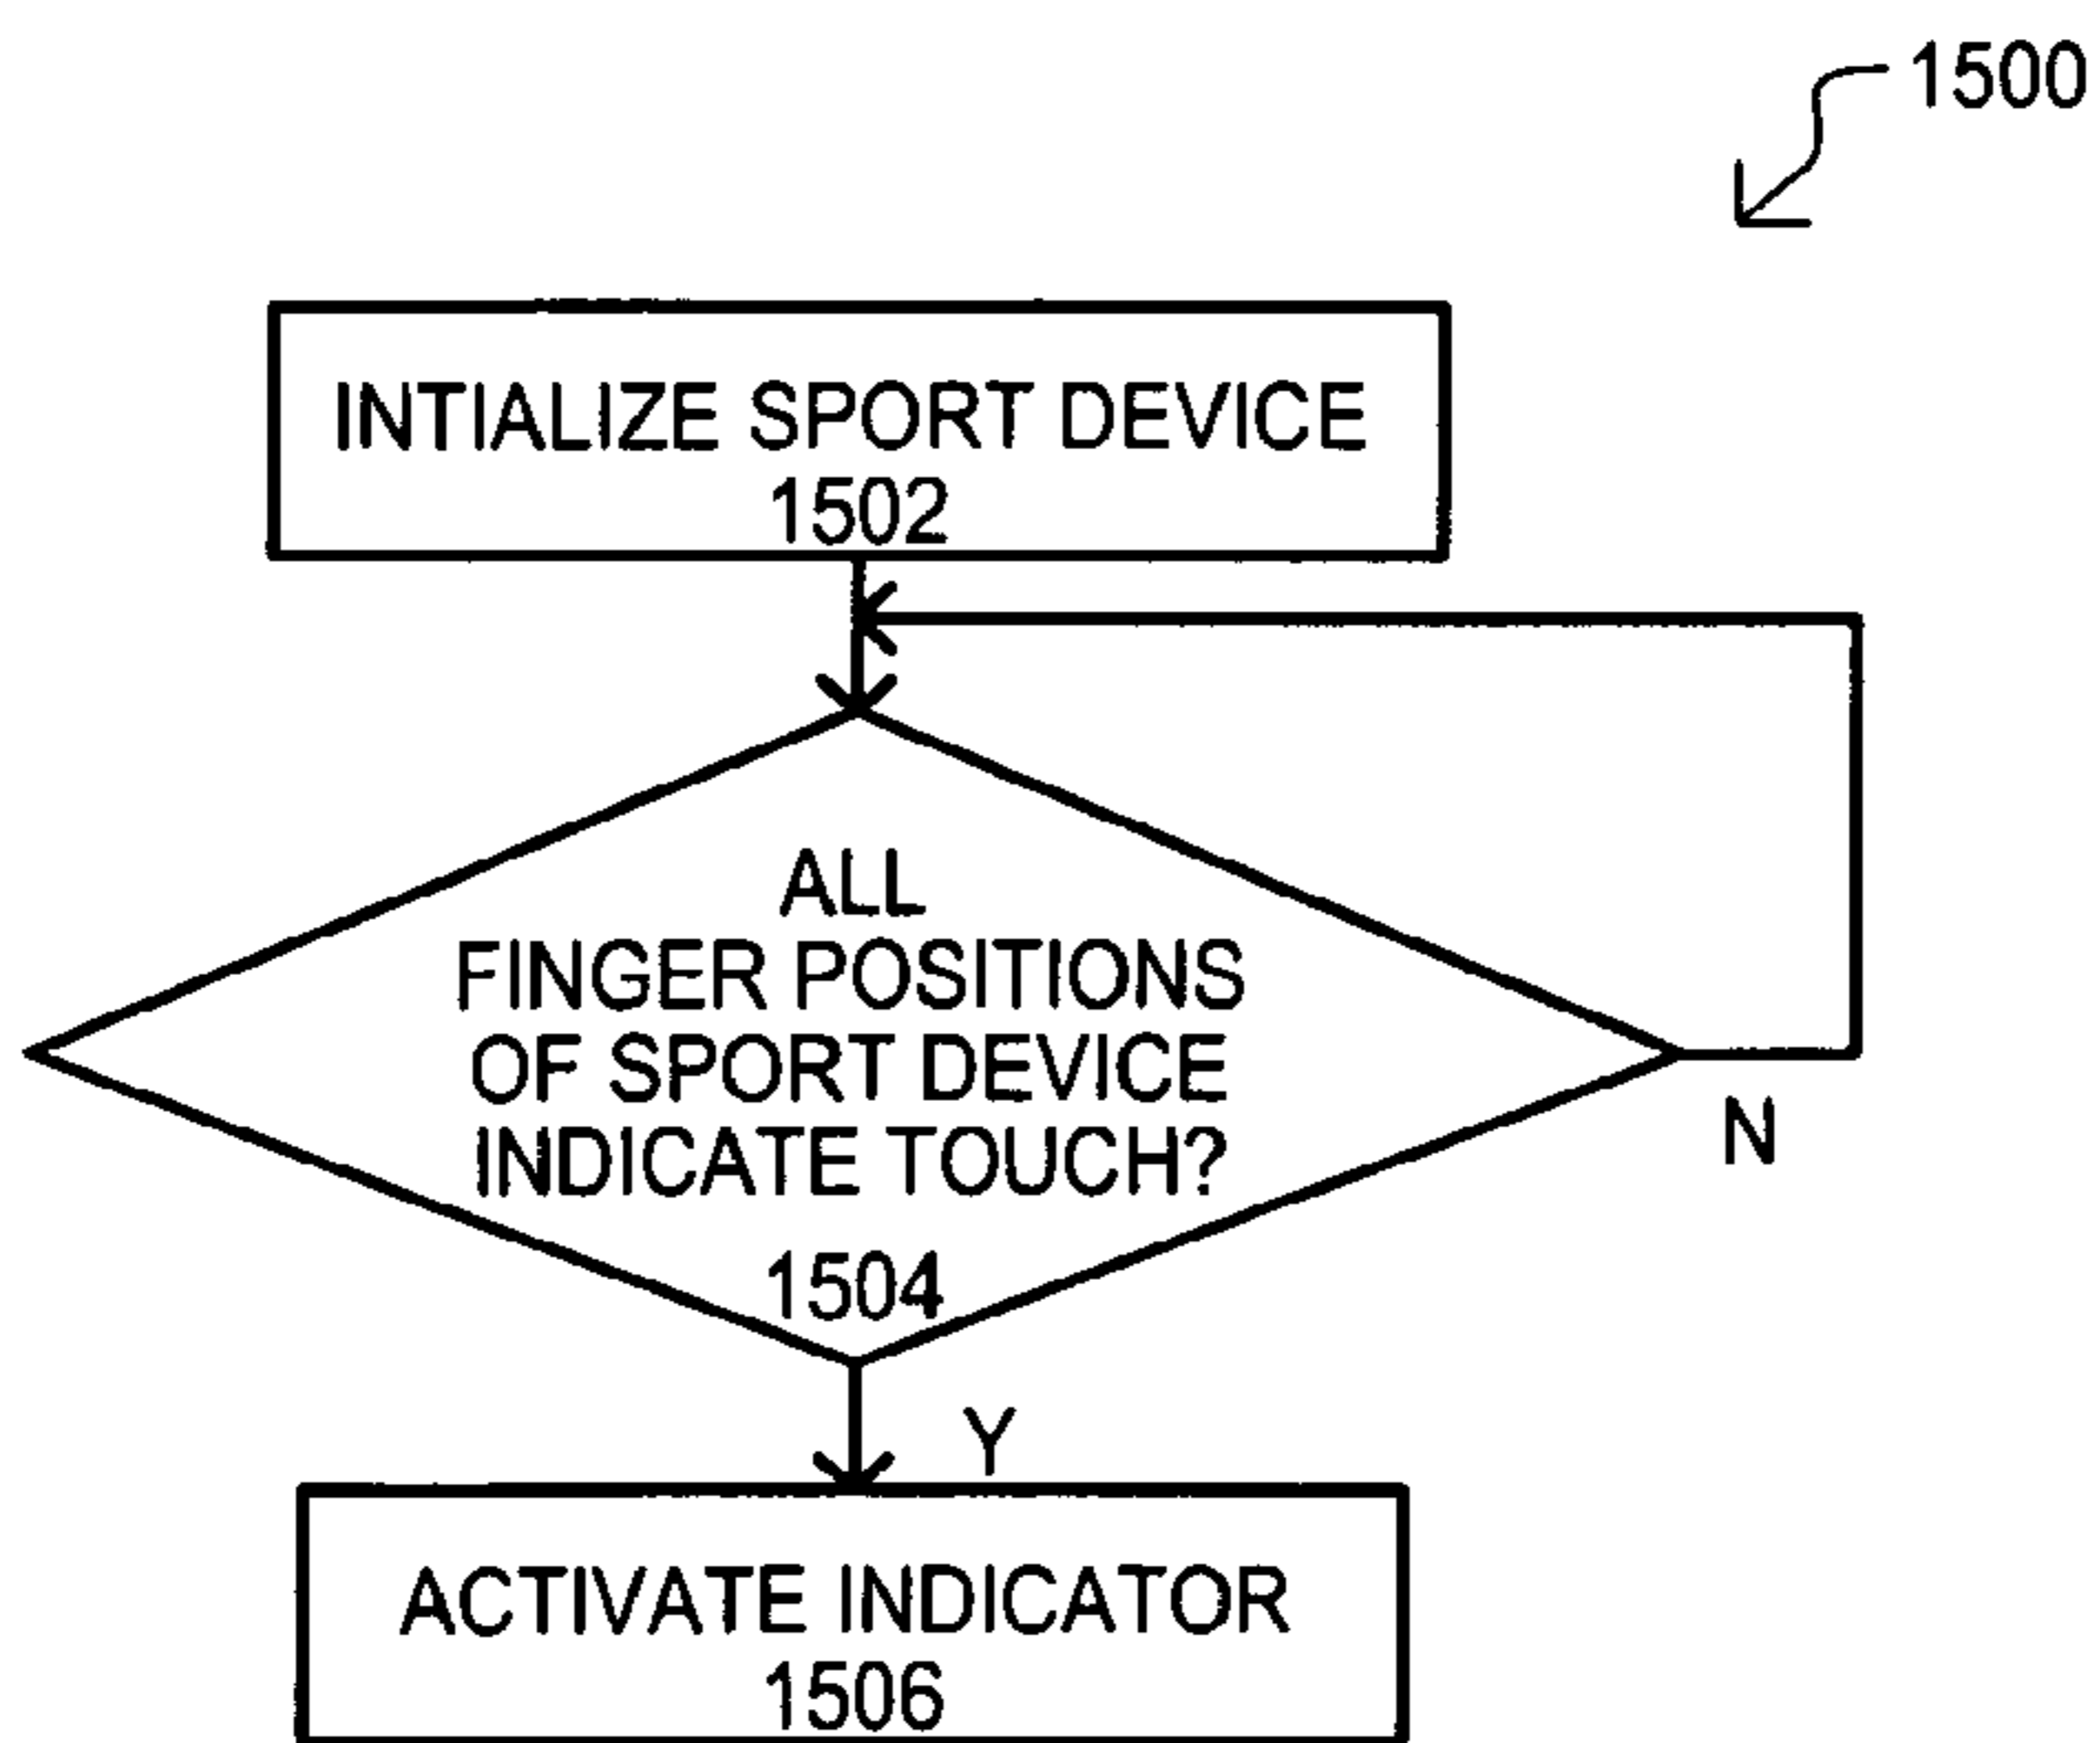 1500
INTIALIZE SPORT DEVICE
1502
ALL
FINGER POSITIONS
OF SPORT DEVICE
INDICATE TOUCH?
1504
N
Y
ACTIVATE INDICATOR
1506